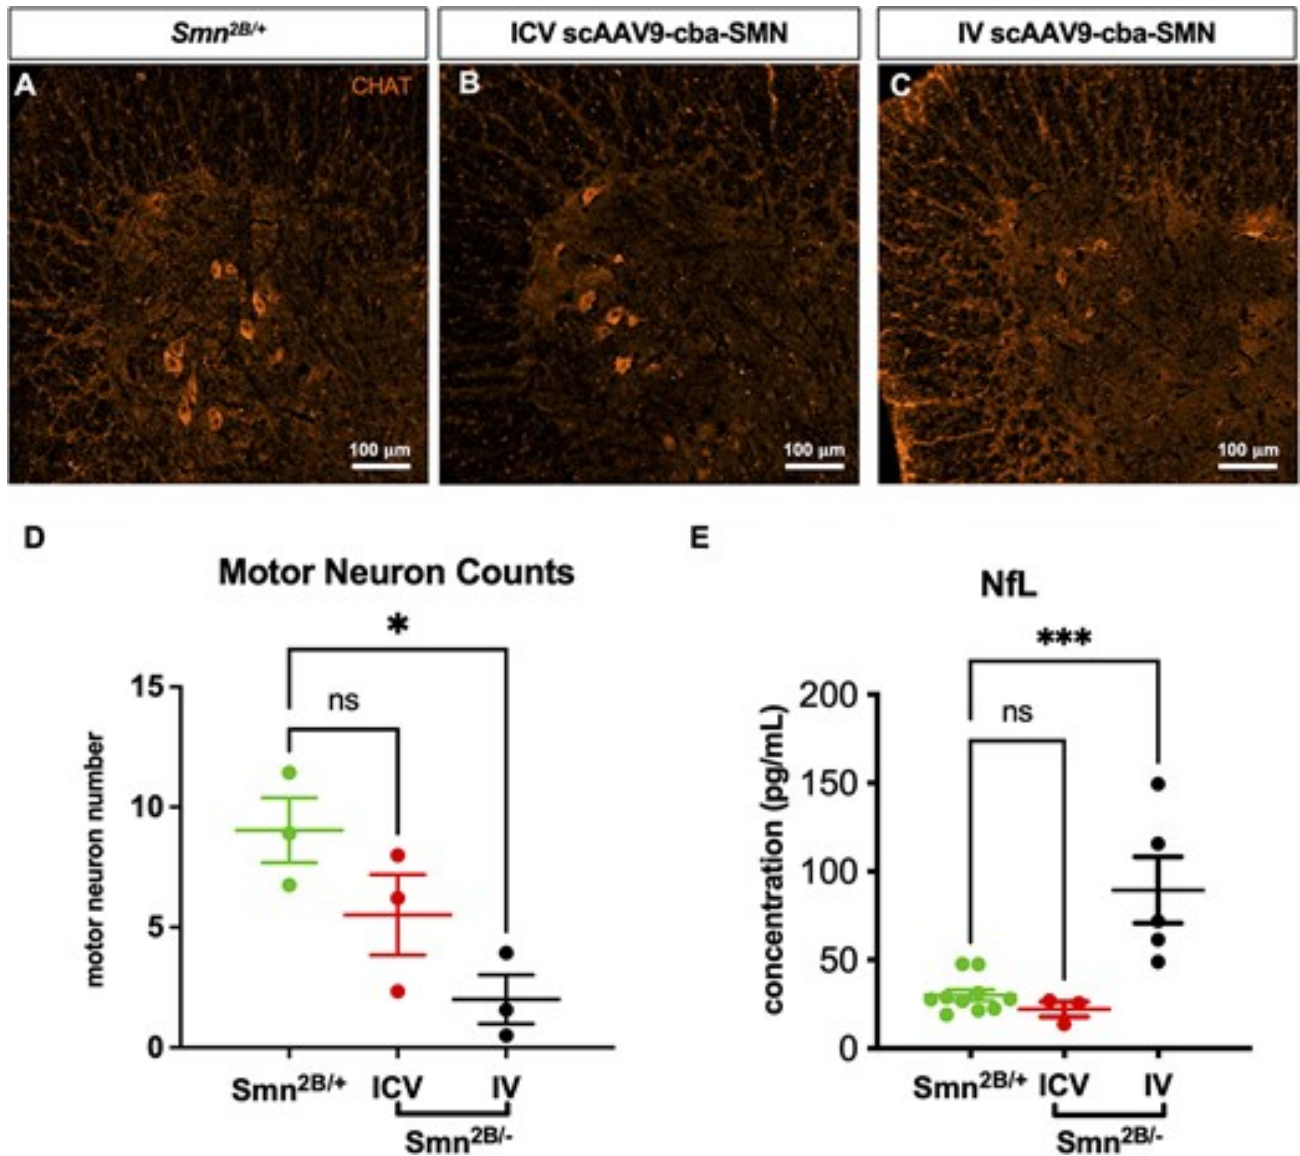 Smn2B/+
ICV scAAV9-cba-SMN
IV scAAV9-cba-SMN
A
CHAT
B
C
100 µm
100 µm
100 µm
D
Motor Neuron Counts
*
ns
15
10
5
0
motor neuron number
Smn2B/+
ICV
IV
Smn2B/-
E
NfL
***
ns
200
150
100
50
0
concentration (pg/mL)
Smn2B/+
ICV
IV
Smn2B/-